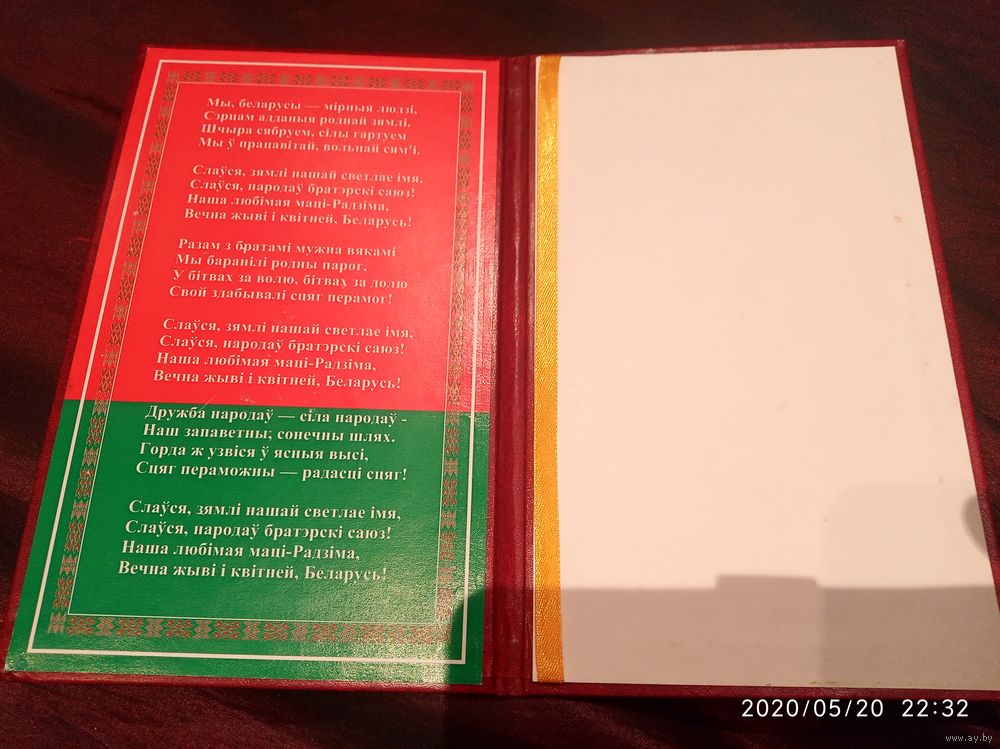 Мы, беларусы — мірныя людзі,
Сэрцам адданыя роднай зямлі,
Шчыра сябруем, сілы гартуем
Мы ў працавітай, вольнай сям'і.
Слаўся, зямлі нашай светлае імя,
Слаўся, народаў братэрскі саюз!
Наша любімая маці-Радзіма,
Вечна жыві і квітней, Беларусь!
Разам з братамі мужна вякамі
Мы баранілі родны парог,
У бітвах за волю, бітвах за долю
Свой здабывалі сцяг перамог!
Слаўся, зямлі нашай светлае імя,
Слаўся, народаў братэрскі саюз!
Наша любімая маці-Радзіма,
Вечна жыві і квітней, Беларусь!
Дружба народаў — сіла народаў -
Наш запаветны, сонечны шлях.
Горда ж узвіся ў ясныя высі,
Сцяг пераможны — радасці сцяг!
Слаўся, зямлі нашай светлае імя,
Слаўся, народаў братэрскі саюз!
Наша любімая маці-Радзіма,
Вечна жыві і квітней, Беларусь!
2020/05/20 22:32
www.ay.by